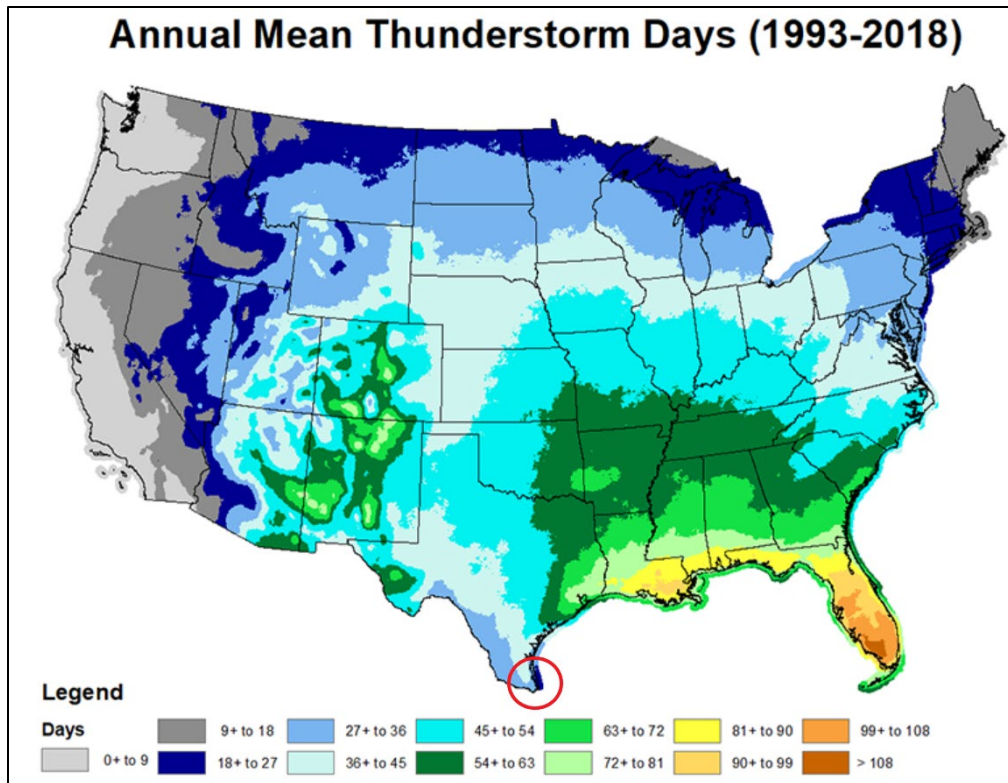 Annual Mean Thunderstorm Days (1993-2018)
Legend
Days
0+ to 9
9+ to 18
18+ to 27
27+ to 36
36+ to 45
45+ to 54
54+ to 63
63+ to 72
72+ to 81
81+ to 90
90+ to 99
99+ to 108
> 108